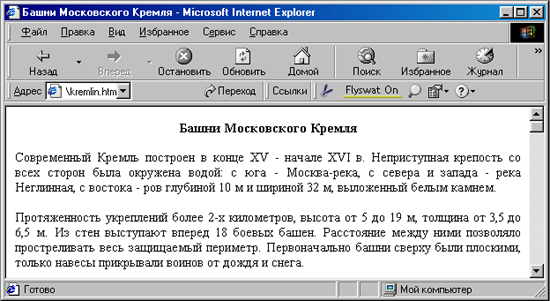 Башни Московского Кремля - Microsoft Internet Explorer
Файл Правка Вид Избранное Сервис Справка
Назад Вперед Остановить Обновить Домой Поиск Избранное Журнал
Адрес \kremlin.htm Переход Ссылки Flyswat On
Башни Московского Кремля
Современный Кремль построен в конце XV - начале XVI в. Неприступная крепость со
всех сторон была окружена водой: с юга - Москва-река, с севера и запада - река
Неглинная, с востока - ров глубиной 10 м и шириной 32 м, выложенный белым камнем.
Протяженность укреплений более 2-х километров, высота от 5 до 19 м, толщина от 3,5 до
6,5 м. Из стен выступают вперед 18 боевых башен. Расстояние между ними позволяло
простреливать весь защищаемый периметр. Первоначально башни сверху были плоскими,
только навесы прикрывали воинов от дождя и снега.
Готово Мой компьютер